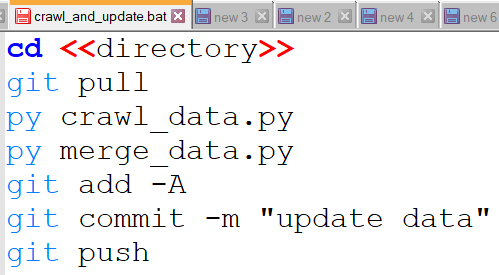 crawl_and_update.bat new 3 new 2 new 4 new 6
cd <<directory>>
git pull
py crawl_data.py
py merge_data.py
git add -A
git commit -m "update data"
git push